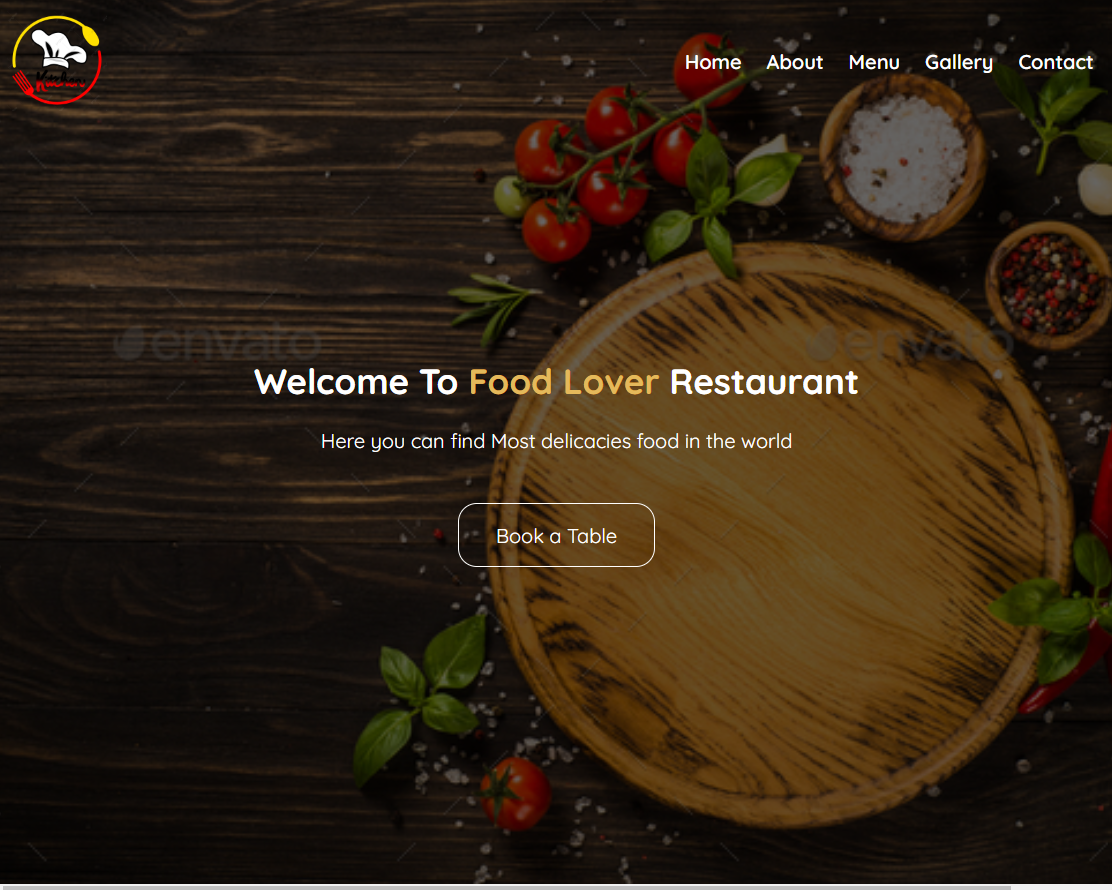 Kitchen
Home About Menu Gallery Contact
envato envato
Welcome To Food Lover Restaurant
Here you can find Most delicacies food in the world
Book a Table